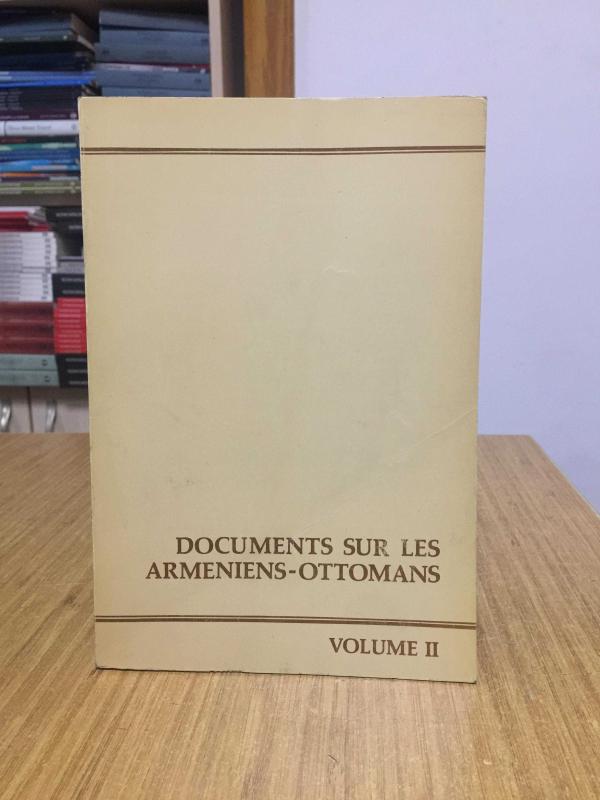 DOCUMENTS SUR LES
ARMENIENS-OTTOMANS
VOLUME II